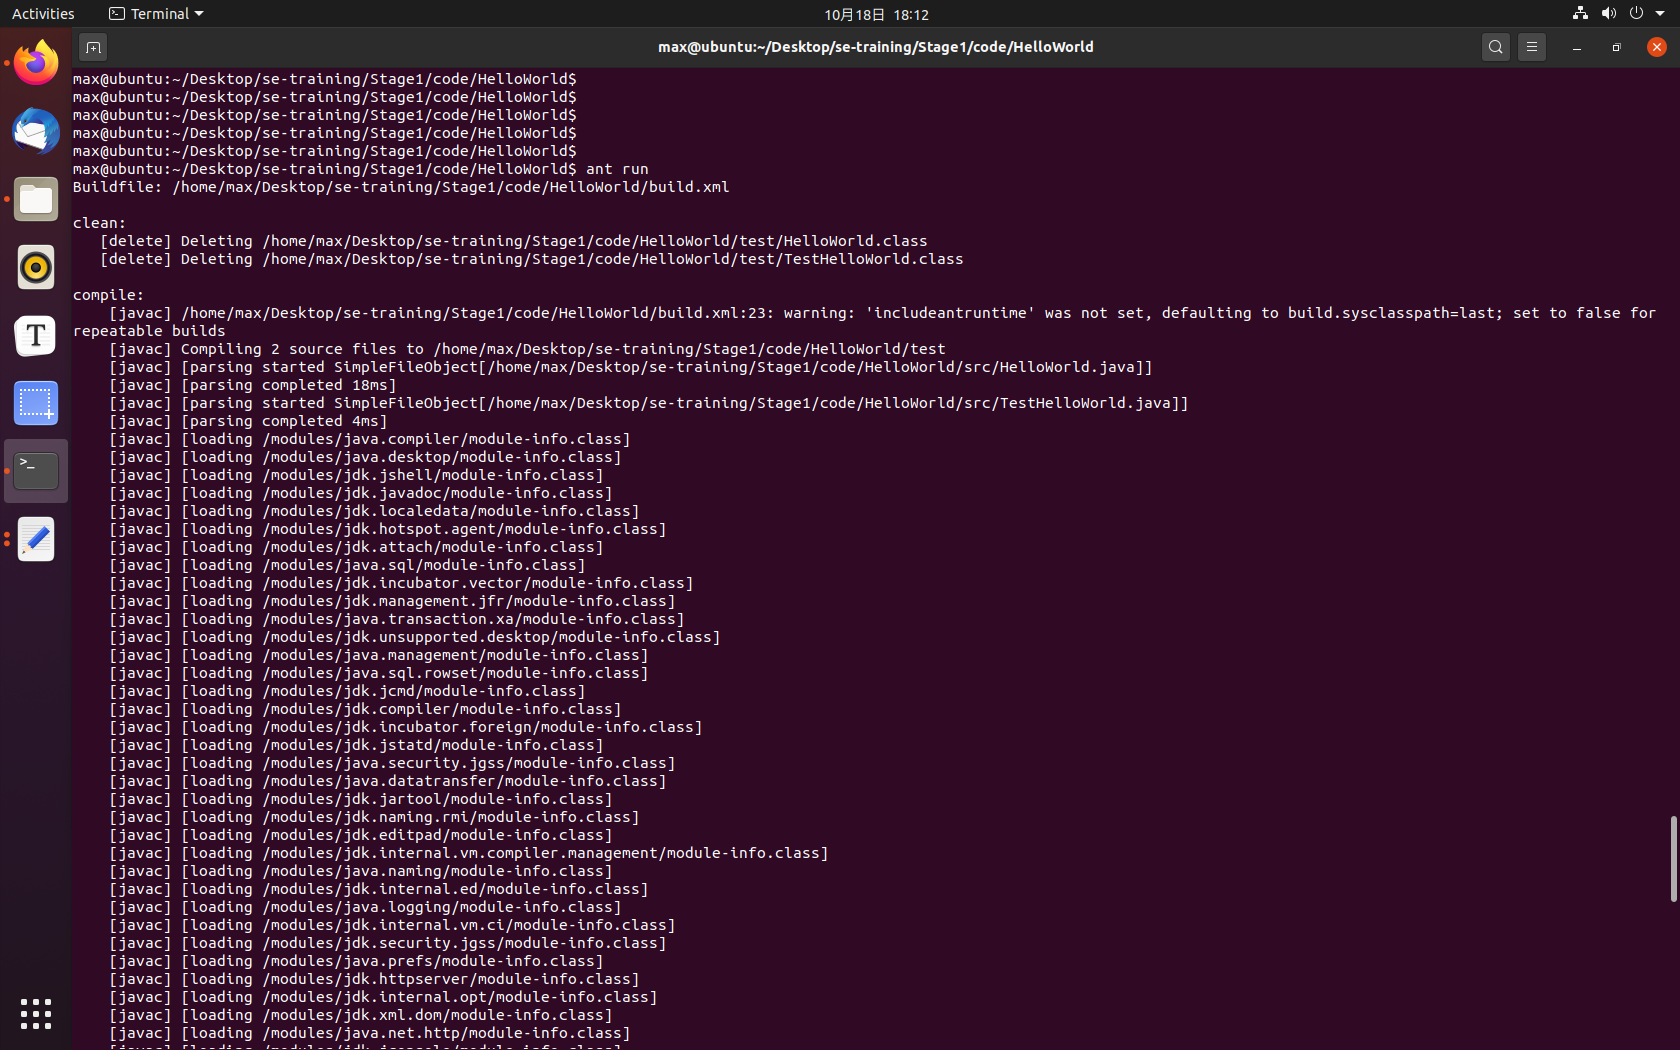 Activities
Terminal
10月18日 18:12
max@ubuntu:~/Desktop/se-training/Stage1/code/HelloWorld
max@ubuntu:~/Desktop/se-training/Stage1/code/HelloWorld$
max@ubuntu:~/Desktop/se-training/Stage1/code/HelloWorld$
max@ubuntu:~/Desktop/se-training/Stage1/code/HelloWorld$
max@ubuntu:~/Desktop/se-training/Stage1/code/HelloWorld$
max@ubuntu:~/Desktop/se-training/Stage1/code/HelloWorld$
max@ubuntu:~/Desktop/se-training/Stage1/code/HelloWorld$ ant run
Buildfile: /home/max/Desktop/se-training/Stage1/code/HelloWorld/build.xml
clean:
[delete] Deleting /home/max/Desktop/se-training/Stage1/code/HelloWorld/test/HelloWorld.class
[delete] Deleting /home/max/Desktop/se-training/Stage1/code/HelloWorld/test/TestHelloWorld.class
compile:
[javac] /home/max/Desktop/se-training/Stage1/code/HelloWorld/build.xml:23: warning: 'includeantruntime' was not set, defaulting to build.sysclasspath=last; set to false for
repeatable builds
[javac] Compiling 2 source files to /home/max/Desktop/se-training/Stage1/code/HelloWorld/test
[javac] [parsing started SimpleFileObject[/home/max/Desktop/se-training/Stage1/code/HelloWorld/src/HelloWorld.java]]
[javac] [parsing completed 18ms]
[javac] [parsing started SimpleFileObject[/home/max/Desktop/se-training/Stage1/code/HelloWorld/src/TestHelloWorld.java]]
[javac] [parsing completed 4ms]
[javac] [loading /modules/java.compiler/module-info.class]
[javac] [loading /modules/java.desktop/module-info.class]
[javac] [loading /modules/jdk.jshell/module-info.class]
[javac] [loading /modules/jdk.javadoc/module-info.class]
[javac] [loading /modules/jdk.localedata/module-info.class]
[javac] [loading /modules/jdk.hotspot.agent/module-info.class]
[javac] [loading /modules/jdk.attach/module-info.class]
[javac] [loading /modules/java.sql/module-info.class]
[javac] [loading /modules/jdk.incubator.vector/module-info.class]
[javac] [loading /modules/jdk.management.jfr/module-info.class]
[javac] [loading /modules/java.transaction.xa/module-info.class]
[javac] [loading /modules/jdk.unsupported.desktop/module-info.class]
[javac] [loading /modules/java.management/module-info.class]
[javac] [loading /modules/java.sql.rowset/module-info.class]
[javac] [loading /modules/jdk.jcmd/module-info.class]
[javac] [loading /modules/jdk.compiler/module-info.class]
[javac] [loading /modules/jdk.incubator.foreign/module-info.class]
[javac] [loading /modules/jdk.jstatd/module-info.class]
[javac] [loading /modules/java.security.jgss/module-info.class]
[javac] [loading /modules/java.datatransfer/module-info.class]
[javac] [loading /modules/jdk.jartool/module-info.class]
[javac] [loading /modules/jdk.naming.rmi/module-info.class]
[javac] [loading /modules/jdk.editpad/module-info.class]
[javac] [loading /modules/jdk.internal.vm.compiler.management/module-info.class]
[javac] [loading /modules/java.naming/module-info.class]
[javac] [loading /modules/jdk.internal.ed/module-info.class]
[javac] [loading /modules/java.logging/module-info.class]
[javac] [loading /modules/jdk.internal.vm.ci/module-info.class]
[javac] [loading /modules/jdk.security.jgss/module-info.class]
[javac] [loading /modules/java.prefs/module-info.class]
[javac] [loading /modules/jdk.httpserver/module-info.class]
[javac] [loading /modules/jdk.internal.opt/module-info.class]
[javac] [loading /modules/jdk.xml.dom/module-info.class]
[javac] [loading /modules/java.net.http/module-info.class]